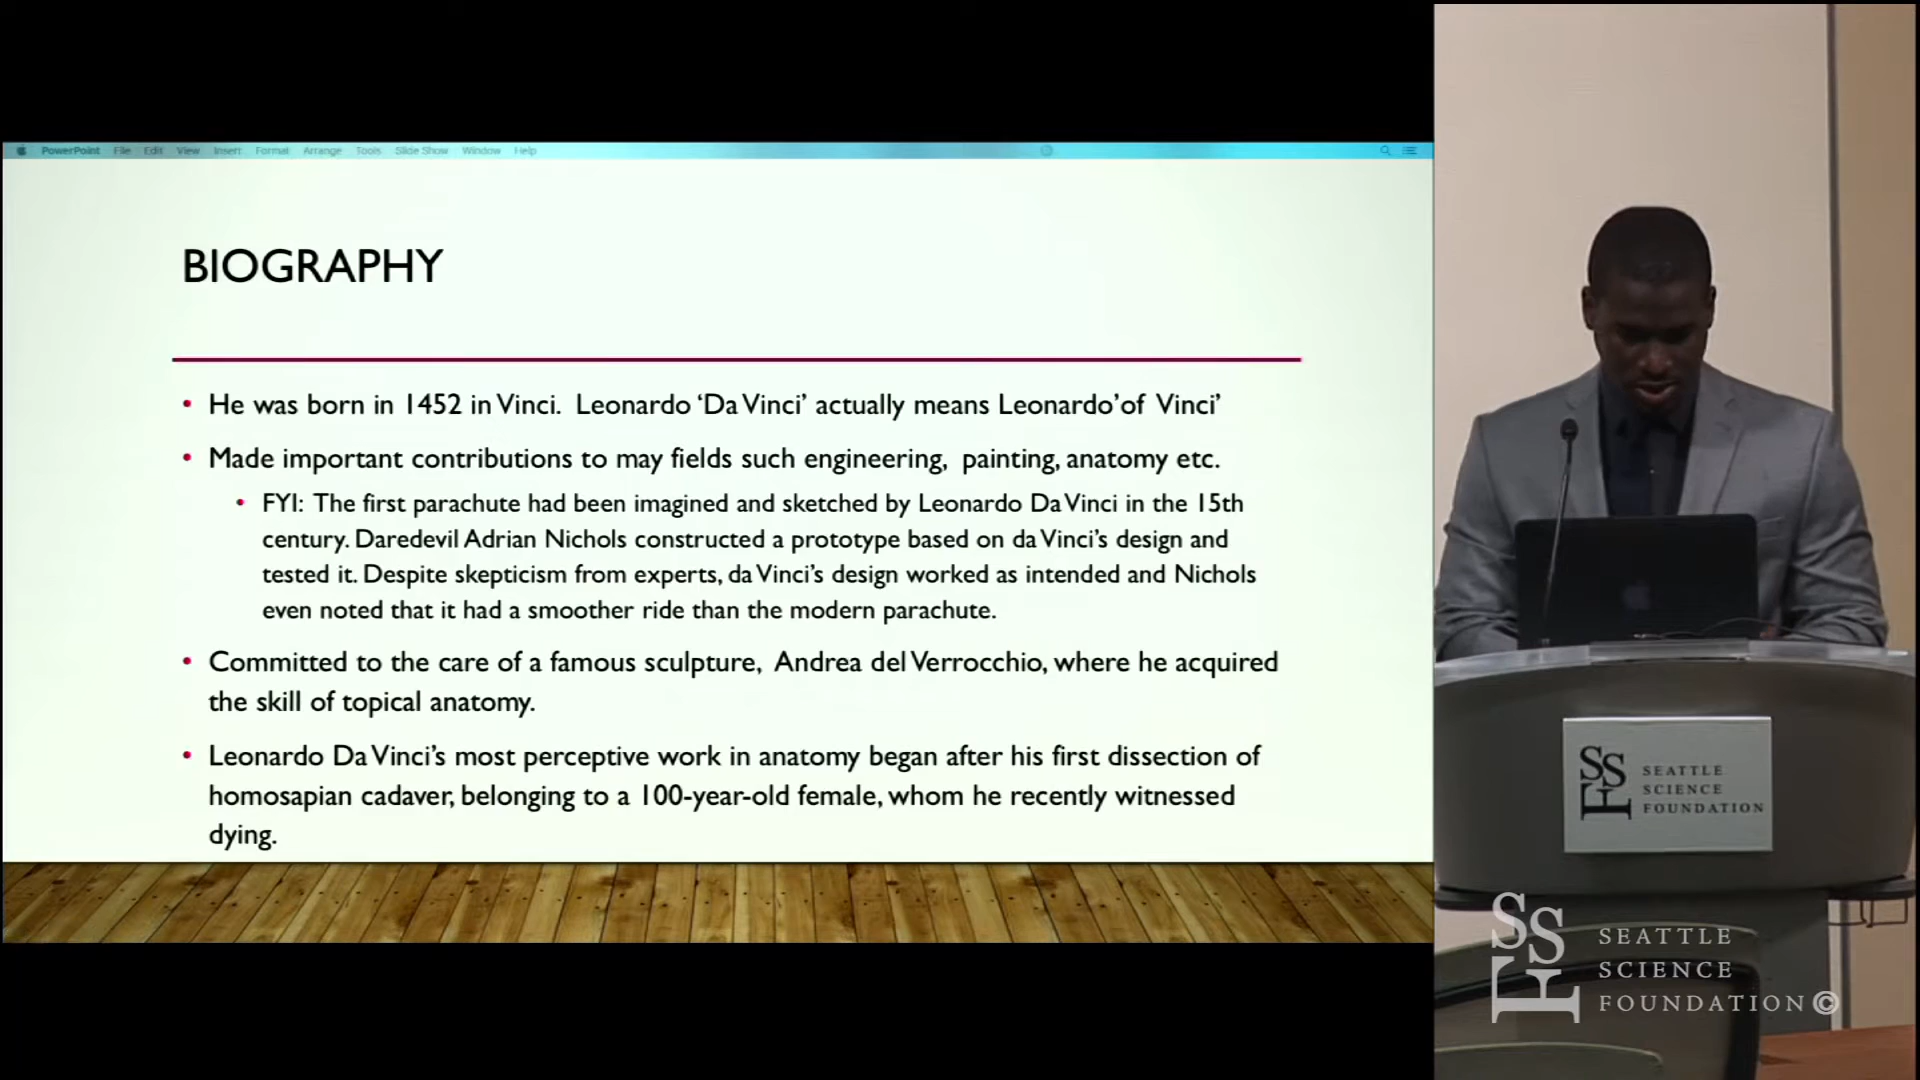 PowerPoint File Edit View Insert Format Arrange Tools Slide Show Window Help
BIOGRAPHY
• He was born in 1452 in Vinci. Leonardo ‘Da Vinci’ actually means Leonardo’of Vinci’
• Made important contributions to may fields such engineering, painting, anatomy etc.
• FYI: The first parachute had been imagined and sketched by Leonardo Da Vinci in the 15th
century. Daredevil Adrian Nichols constructed a prototype based on da Vinci’s design and
tested it. Despite skepticism from experts, da Vinci’s design worked as intended and Nichols
even noted that it had a smoother ride than the modern parachute.
• Committed to the care of a famous sculpture, Andrea del Verrocchio, where he acquired
the skill of topical anatomy.
• Leonardo Da Vinci’s most perceptive work in anatomy began after his first dissection of
homosapian cadaver, belonging to a 100-year-old female, whom he recently witnessed
dying.
SSF
SEATTLE
SCIENCE
FOUNDATION
SSF
SEATTLE
SCIENCE
FOUNDATION©